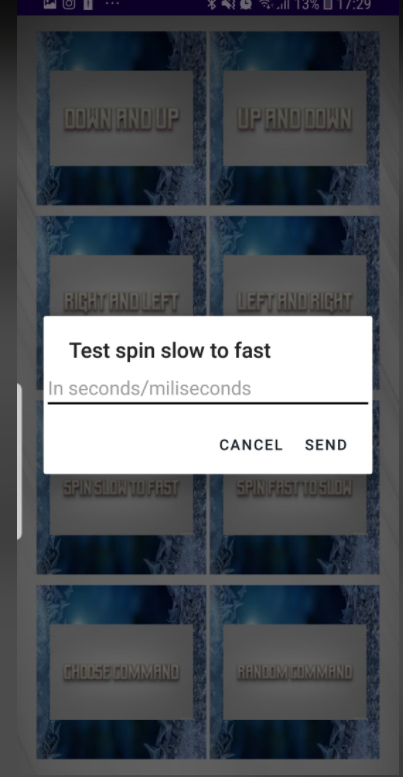 13% 17:29
DOWN AND UP
UP AND DOWN
RIGHT AND LEFT
LEFT AND RIGHT
Test spin slow to fast
In seconds/miliseconds
CANCEL SEND
SPIN SLOW TO FAST
SPIN FAST TO SLOW
CHOOSE COMMAND
RANDOM COMMAND